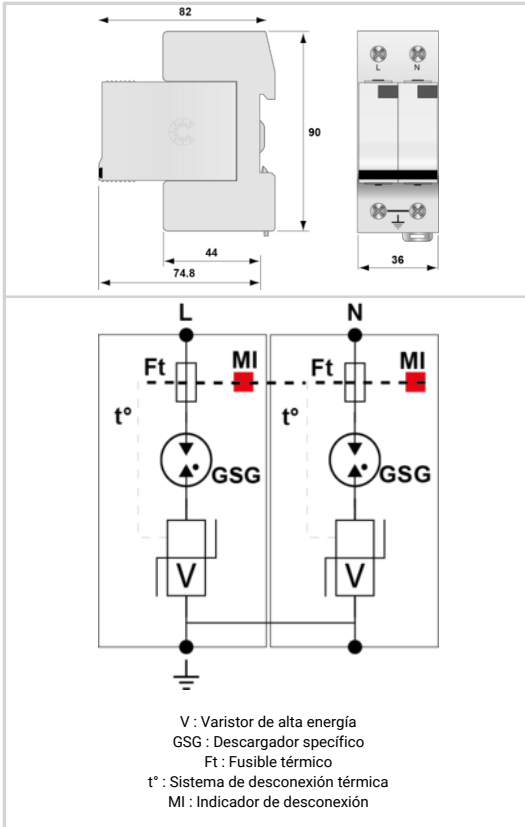 82
L N
90
44
74.8
36
L N
Ft MI Ft MI
t° t°
GSG GSG
V V
V : Varistor de alta energía
GSG : Descargador specífico
Ft : Fusible térmico
t° : Sistema de desconexión térmica
MI : Indicador de desconexión